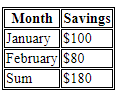 Month Savings
January $100
February $80
Sum $180